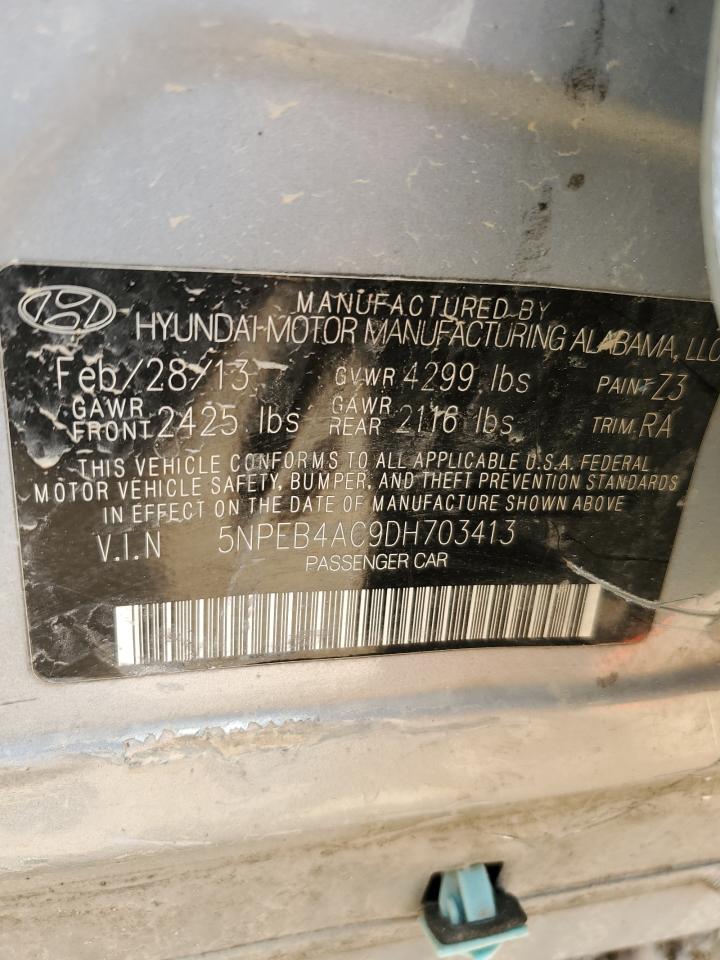 MANUFACTURED BY
HYUNDAI MOTOR MANUFACTURING ALABAMA, LLC
Feb/28/13 GVWR 4299 lbs PAINT Z3
GAWR FRONT 2425 lbs GAWR REAR 2116 lbs TRIM RA
THIS VEHICLE CONFORMS TO ALL APPLICABLE U.S.A. FEDERAL
MOTOR VEHICLE SAFETY, BUMPER, AND THEFT PREVENTION STANDARDS
IN EFFECT ON THE DATE OF MANUFACTURE SHOWN ABOVE
V.I.N 5NPEB4AC9DH703413
PASSENGER CAR